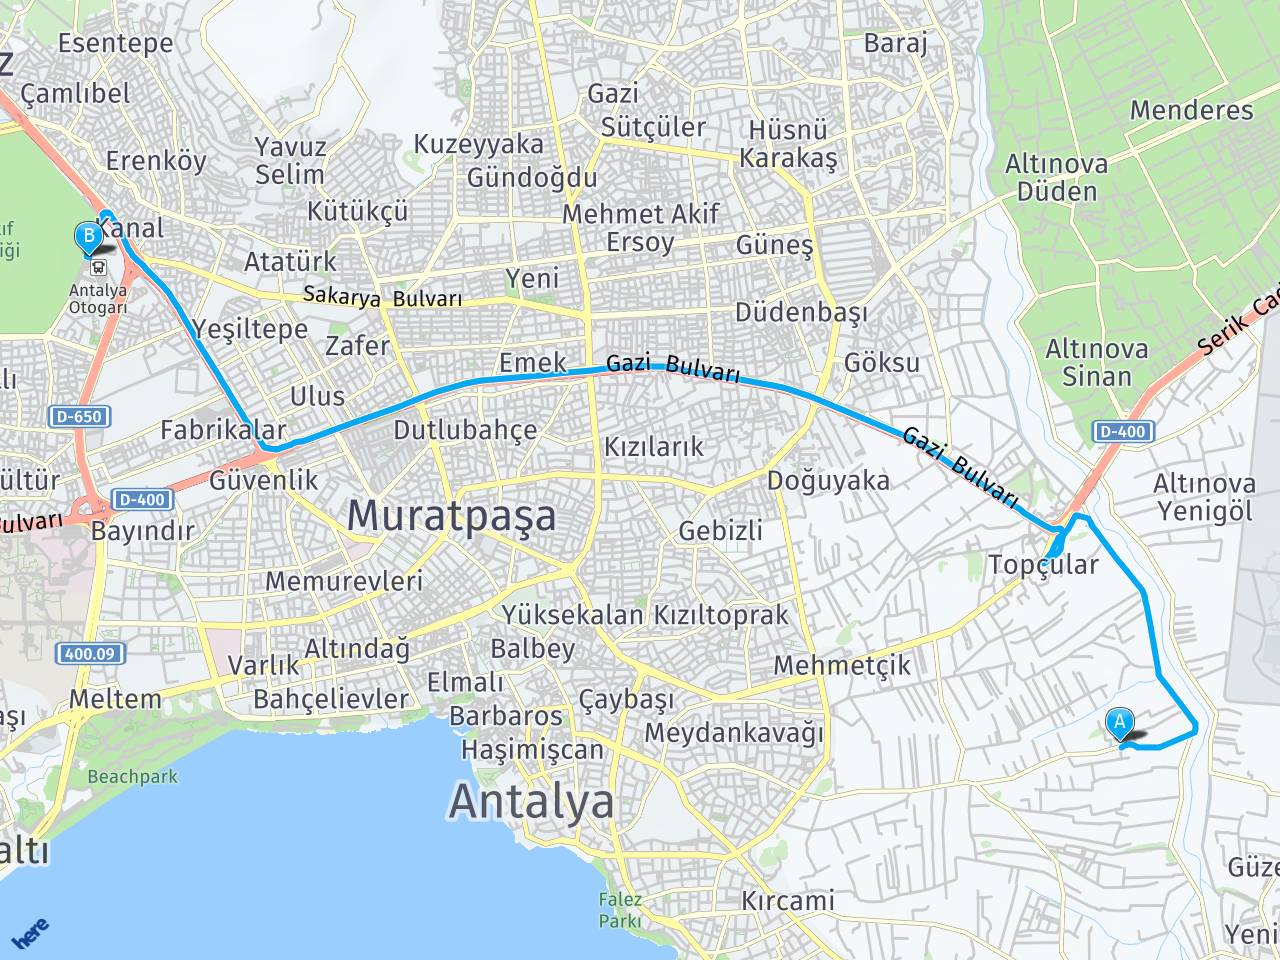 Esentepe
Baraj
Z
Çamlıbel
Gazi
Menderes
Sütçüler
Hüsnü
Karakaş
Kuzeyyaka
Yavuz
Selim
Erenköy
Altınova
Düden
Gündoğdu
Kütükçü
Mehmet Akif
Ersoy
Kanal
ıf
iği
B
Güneş
Atatürk
Yeni
Antalya
Otogarı
Sakarya Bulvarı
Düdenbaşı
Serik Cad
Yeşiltepe
Zafer
Emek
Gazi Bulvarı
Göksu
Altınova
Sinan
lı
Ulus
D-650
Fabrikalar
Dutlubahçe
Kızılarık
Gazi Bulvarı
D-400
ültür
Güvenlik
Doğuyaka
Altınova
Yenigöl
D-400
Bulvarı
Bayındır
Muratpaşa
Gebizli
Topçular
Memurevleri
Yüksekalan
Kızıltoprak
400.09
Altındağ
Balbey
Varlık
Mehmetçik
Elmalı
Meltem
Bahçelievler
Çaybaşı
aşı
Barbaros
Meydankavağı
A
Haşimişcan
Beachpark
Antalya
altı
Güze
Falez
Parkı
Kırcami
here
Yeni